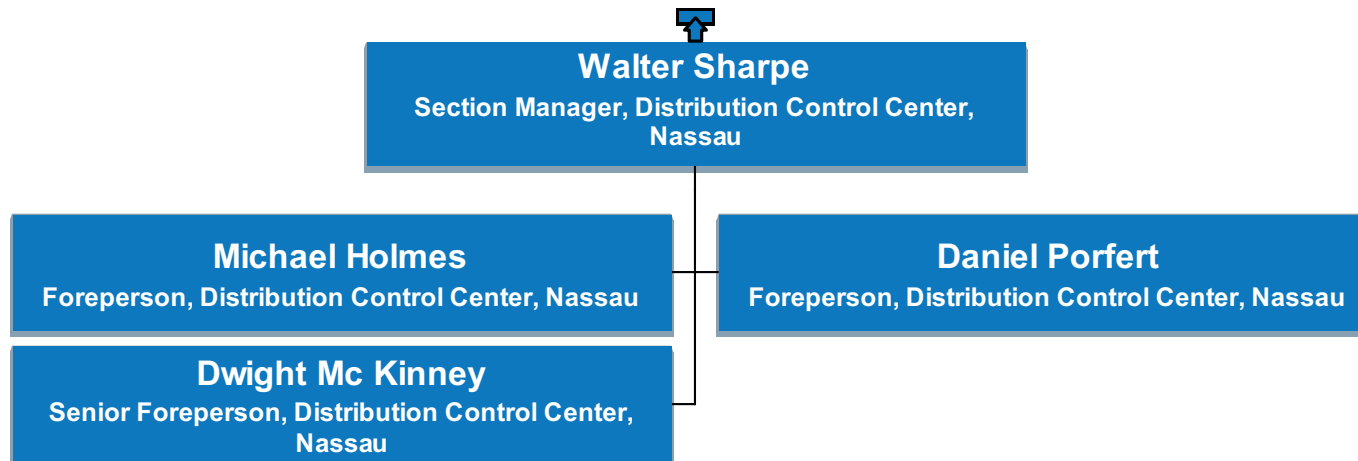 Walter Sharpe
Section Manager, Distribution Control Center,
Nassau
Michael Holmes
Foreperson, Distribution Control Center, Nassau
Daniel Porfert
Foreperson, Distribution Control Center, Nassau
Dwight Mc Kinney
Senior Foreperson, Distribution Control Center,
Nassau